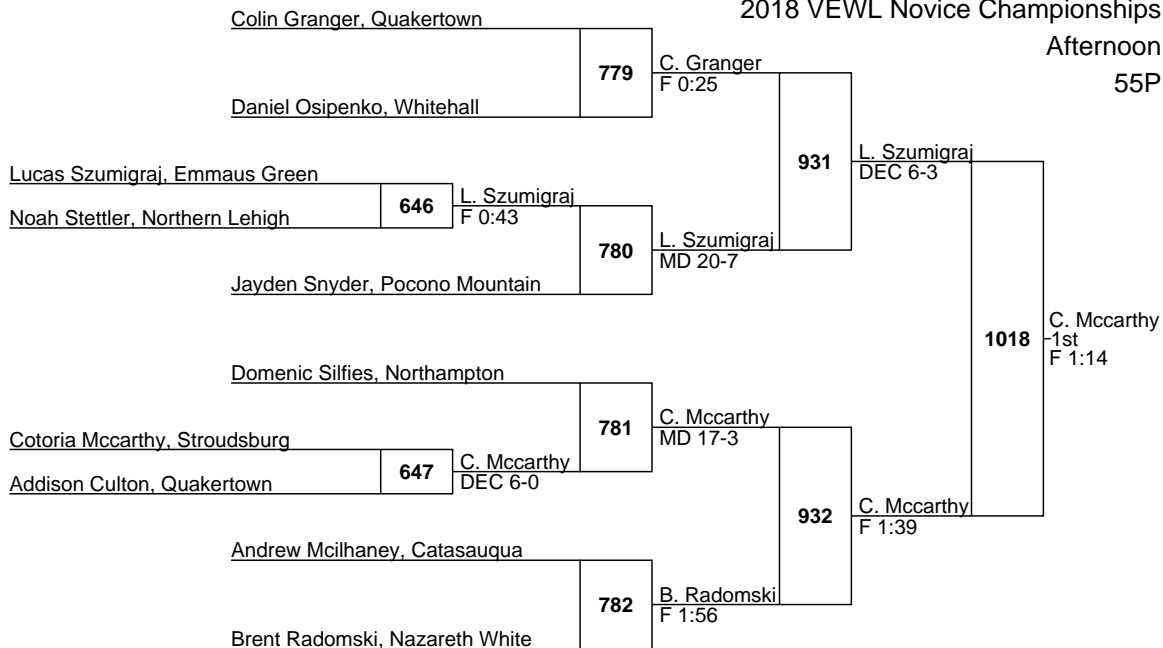 2018 VEWL Novice Championships
Afternoon
55P
Colin Granger, Quakertown
779
C. Granger
F 0:25
Daniel Osipenko, Whitehall
931
L. Szumigraj
DEC 6-3
Lucas Szumigraj, Emmaus Green
646
L. Szumigraj
F 0:43
Noah Stettler, Northern Lehigh
780
L. Szumigraj
MD 20-7
Jayden Snyder, Pocono Mountain
1018
C. Mccarthy
1st
F 1:14
Domenic Silfies, Northampton
781
C. Mccarthy
MD 17-3
Cotoria Mccarthy, Stroudsburg
647
C. Mccarthy
DEC 6-0
Addison Culton, Quakertown
932
C. Mccarthy
F 1:39
Andrew Mcilhaney, Catasauqua
782
B. Radomski
F 1:56
Brent Radomski, Nazareth White